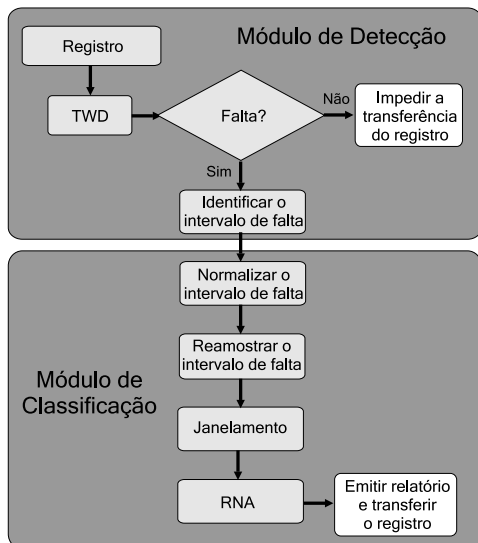 Módulo de Detecção
Registro
TWD
Falta?
Não
Impedir a
transferência
do registro
Sim
Identificar o
intervalo de falta
Normalizar o
intervalo de falta
Reamostrar o
intervalo de falta
Módulo de
Classificação
Janelamento
RNA
Emitir relatório
e transferir
o registro